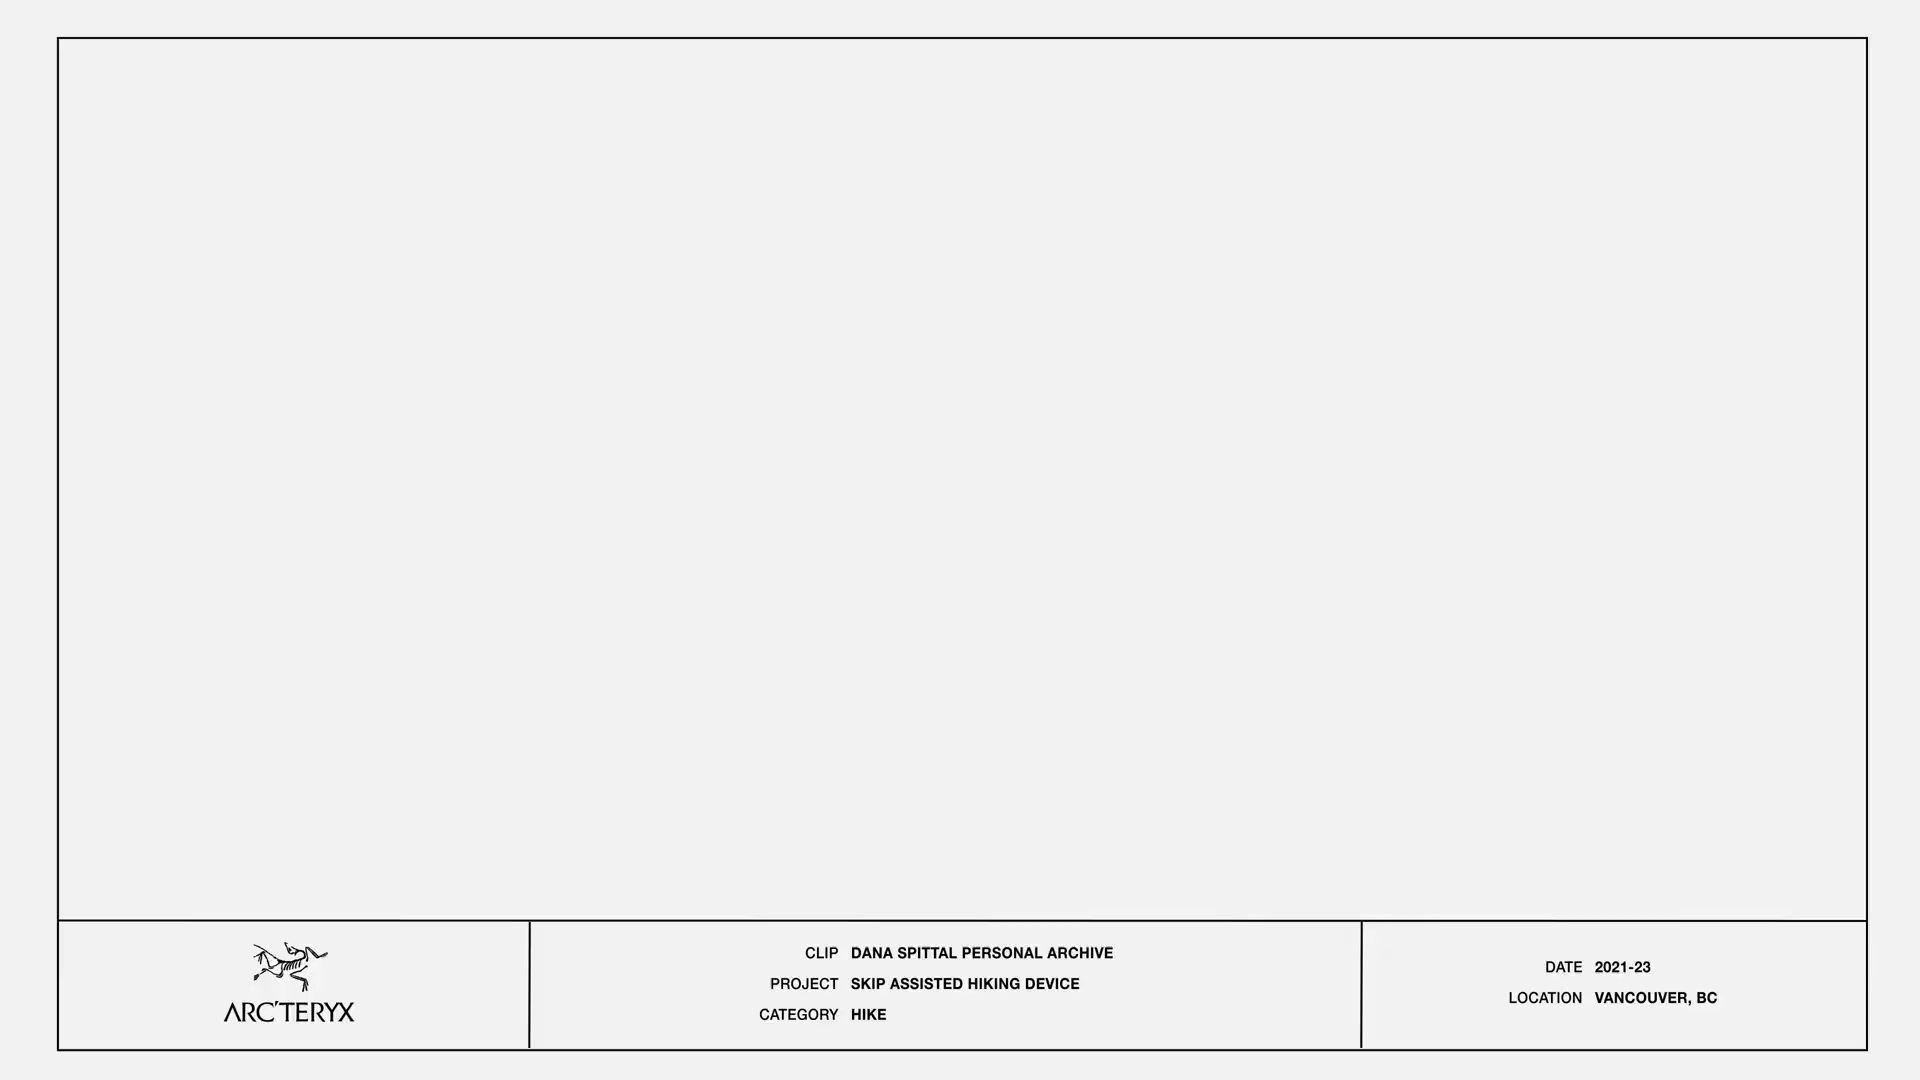 ARC'TERYX
CLIP DANA SPITTAL PERSONAL ARCHIVE
PROJECT SKIP ASSISTED HIKING DEVICE
CATEGORY HIKE
DATE 2021-23
LOCATION VANCOUVER, BC